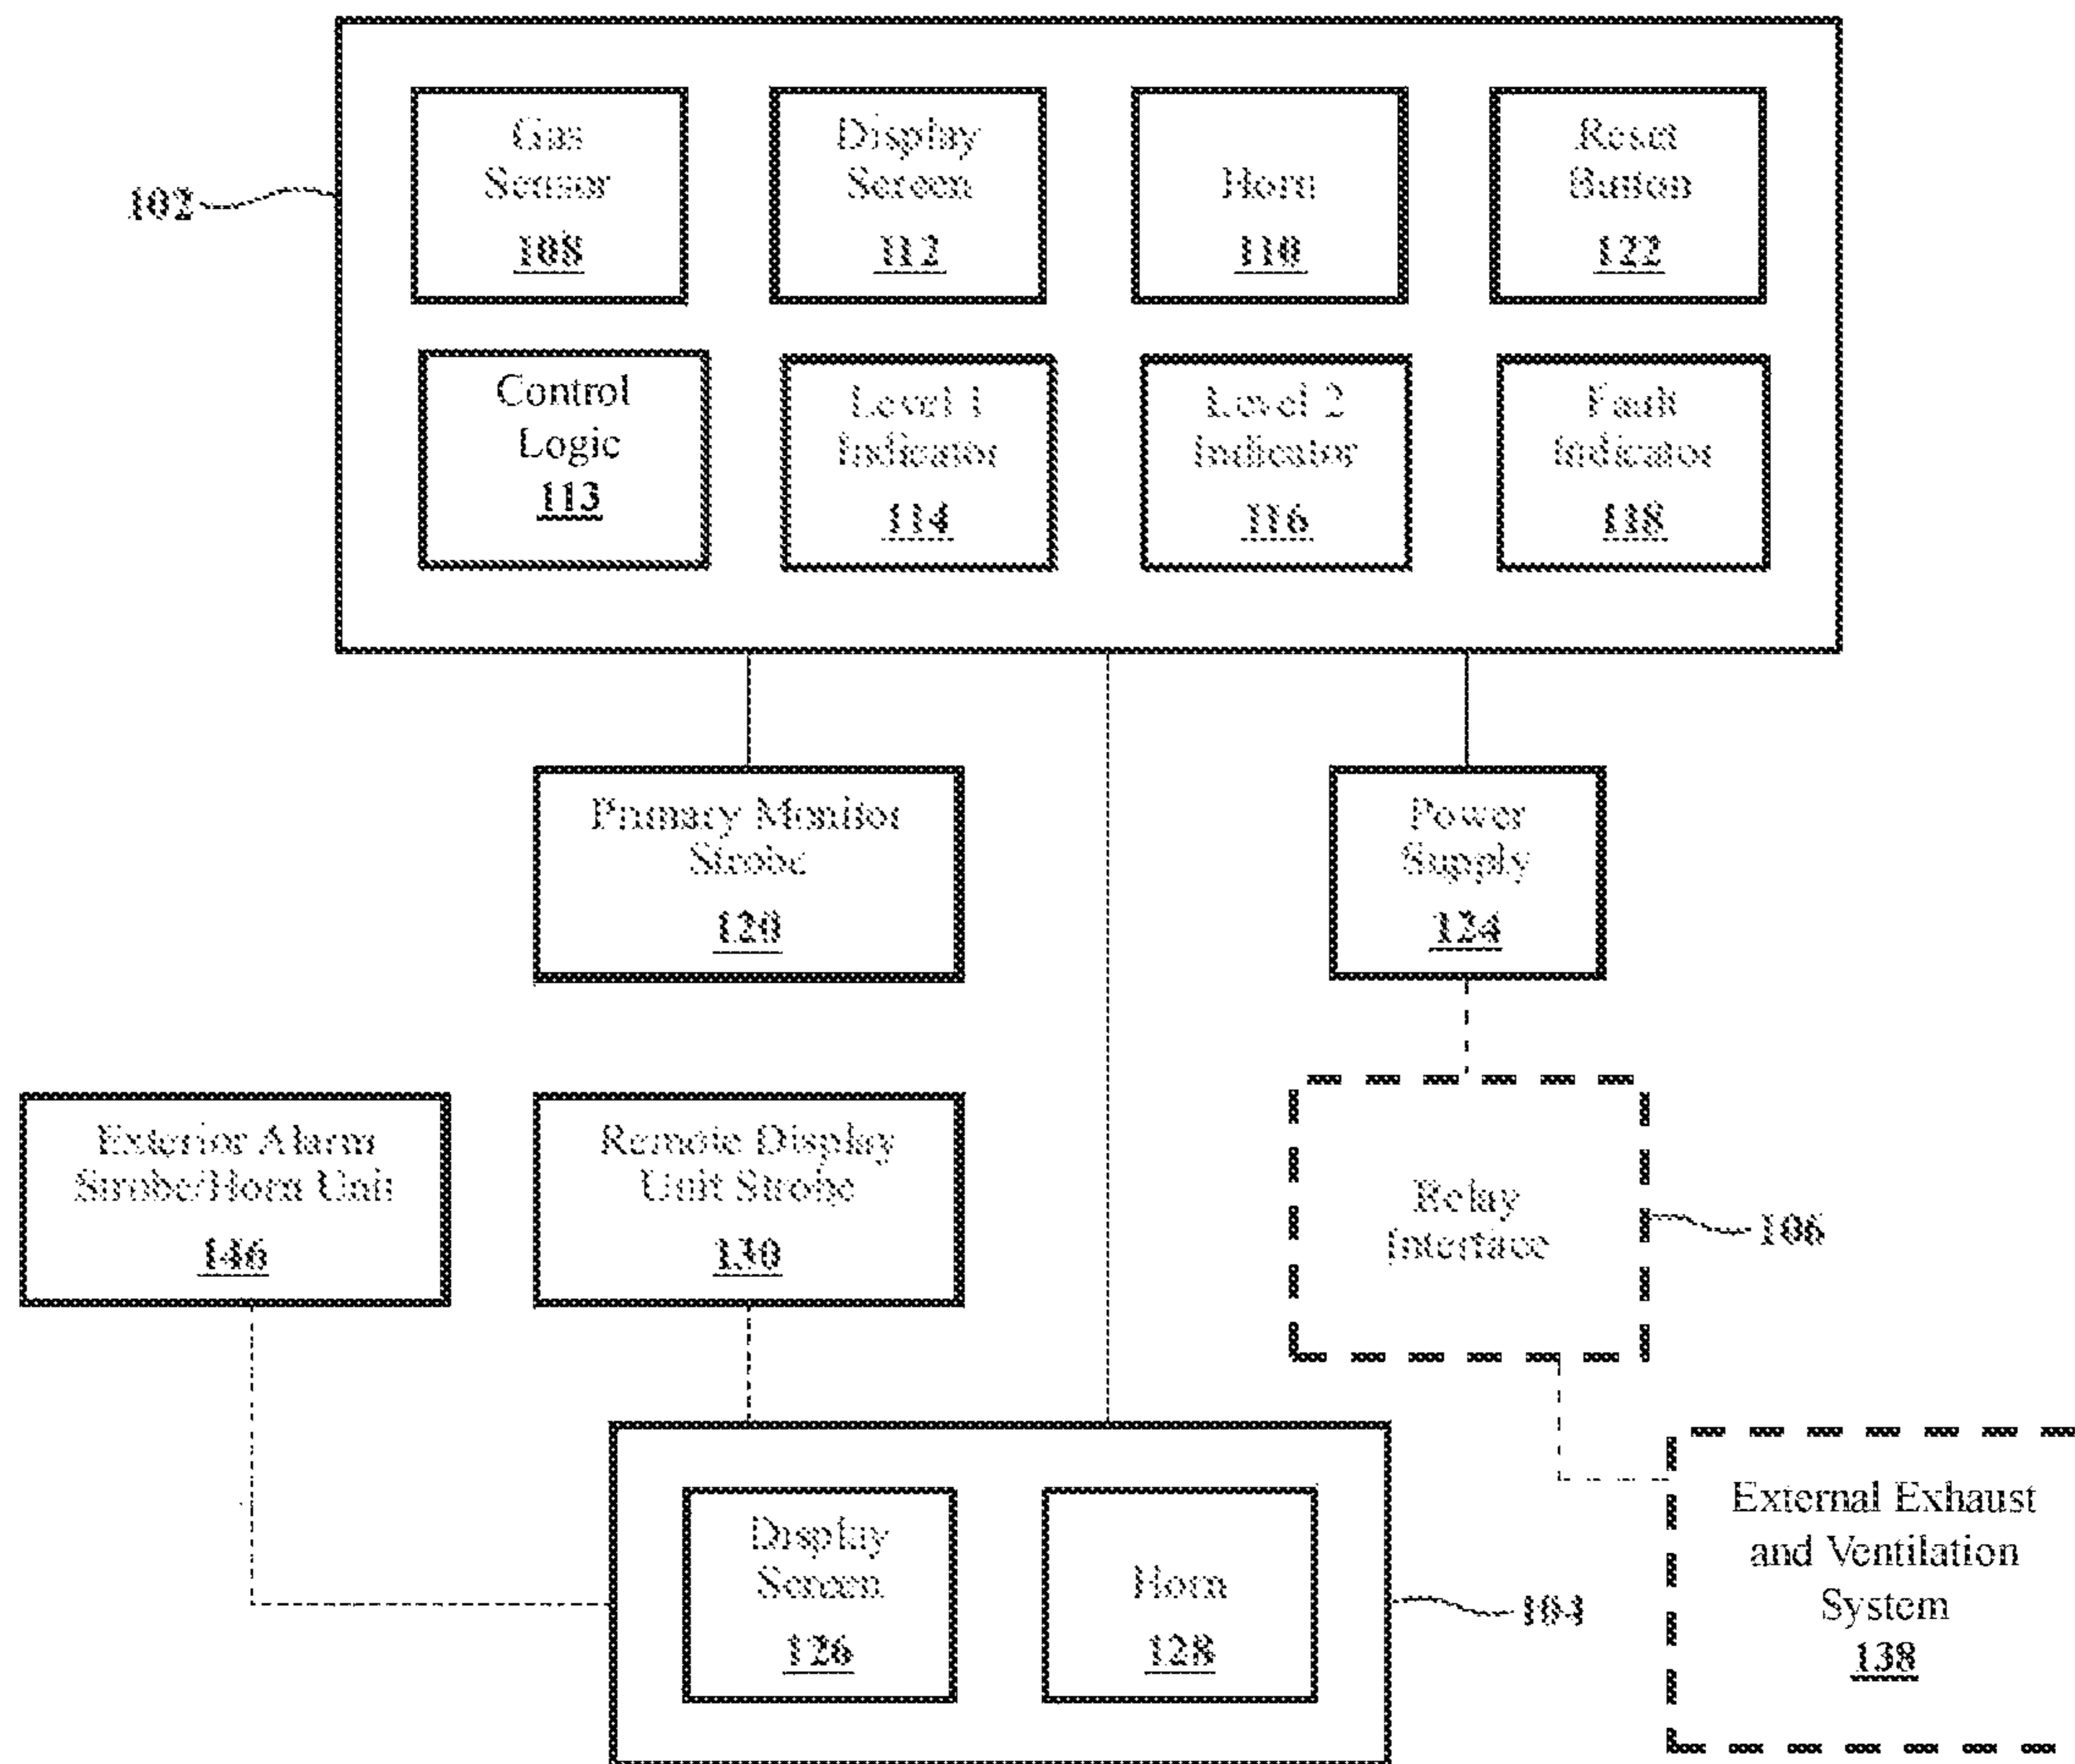 Gas
Sensor
108
Display
Screen
112
Horn
110
Reset
Button
122
102
Control
Logic
113
Level 1
Indicator
114
Level 2
Indicator
116
Fault
Indicator
118
Primary Monitor
Strobe
120
Power
Supply
124
Exterior Alarm
Strobe/Horn Unit
146
Remote Display
Unit Strobe
130
Relay
Interface
106
Display
Screen
126
Horn
128
104
External Exhaust
and Ventilation
System
138